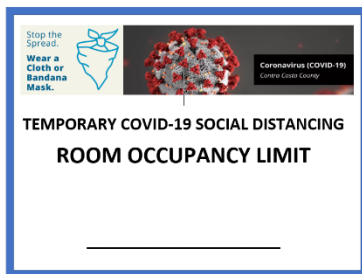 Stop the
Spread.
Wear a
Cloth or
Bandana
Mask.
Coronavirus (COVID-19)
Contra Costa County
TEMPORARY COVID-19 SOCIAL DISTANCING
ROOM OCCUPANCY LIMIT